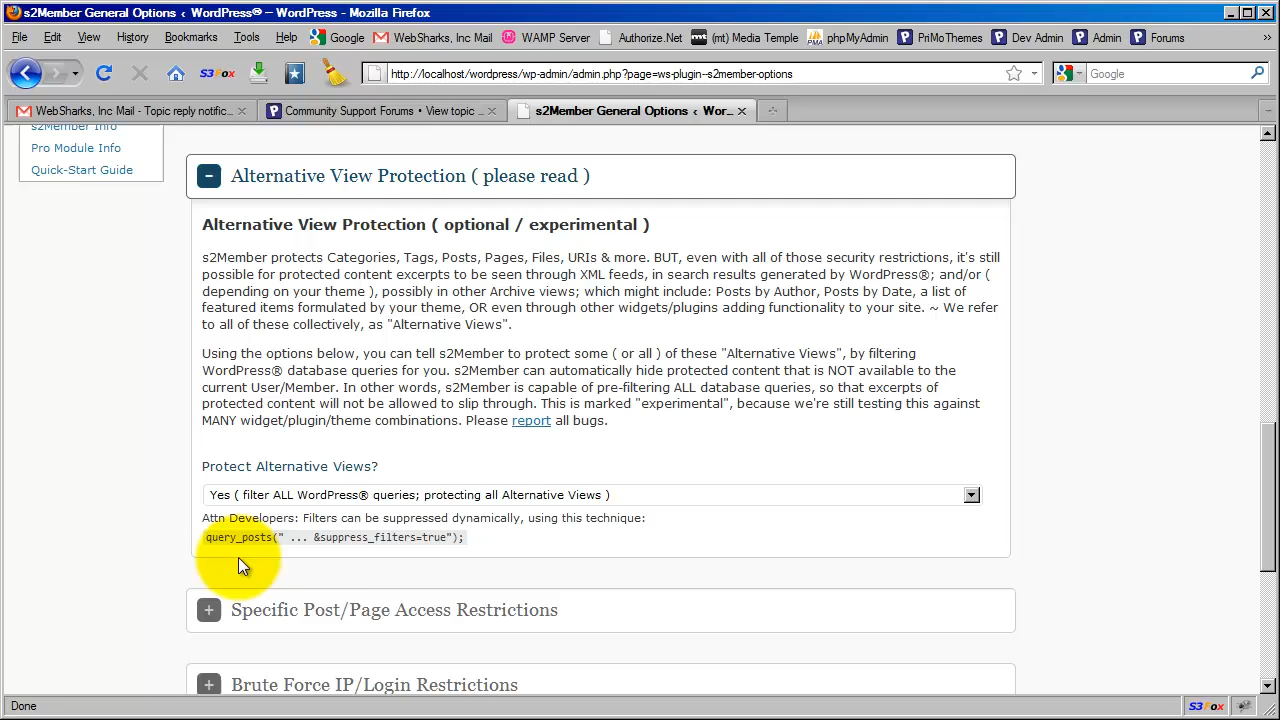 s2Member General Options ‹ WordPress® — WordPress - Mozilla Firefox
File Edit View History Bookmarks Tools Help Google WebSharks, Inc Mail WAMP Server Authorize.Net (mt) Media Temple phpMyAdmin PriMoThemes Dev Admin Admin Forums »
S3Fox http://localhost/wordpress/wp-admin/admin.php?page=ws-plugin--s2member-options Google
WebSharks, Inc Mail - Topic reply notific... Community Support Forums • View topic ... s2Member General Options ‹ Wor...
s2Member Info
Pro Module Info
Quick-Start Guide
Alternative View Protection ( please read )
Alternative View Protection ( optional / experimental )
s2Member protects Categories, Tags, Posts, Pages, Files, URIs & more. BUT, even with all of those security restrictions, it's still
possible for protected content excerpts to be seen through XML feeds, in search results generated by WordPress®; and/or (
depending on your theme ), possibly in other Archive views; which might include: Posts by Author, Posts by Date, a list of
featured items formulated by your theme, OR even through other widgets/plugins adding functionality to your site. ~ We refer
to all of these collectively, as "Alternative Views".
Using the options below, you can tell s2Member to protect some ( or all ) of these "Alternative Views", by filtering
WordPress® database queries for you. s2Member can automatically hide protected content that is NOT available to the
current User/Member. In other words, s2Member is capable of pre-filtering ALL database queries, so that excerpts of
protected content will not be allowed to slip through. This is marked "experimental", because we're still testing this against
MANY widget/plugin/theme combinations. Please report all bugs.
Protect Alternative Views?
Yes ( filter ALL WordPress® queries; protecting all Alternative Views )
Attn Developers: Filters can be suppressed dynamically, using this technique:
query_posts(" ... &suppress_filters=true");
Specific Post/Page Access Restrictions
Brute Force IP/Login Restrictions
Done S3Fox